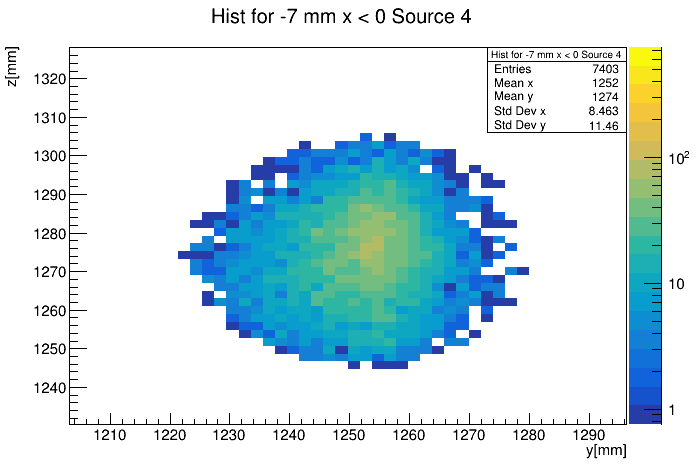 Hist for -7 mm x < 0 Source 4
z[mm]
Hist for -7 mm x < 0 Source 4
Entries 7403
Mean x 1252
Mean y 1274
Std Dev x 8.463
Std Dev y 11.46
1320
1310
1300
1290
1280
1270
1260
1250
1240
10²
10
1
1210 1220 1230 1240 1250 1260 1270 1280 1290
y[mm]